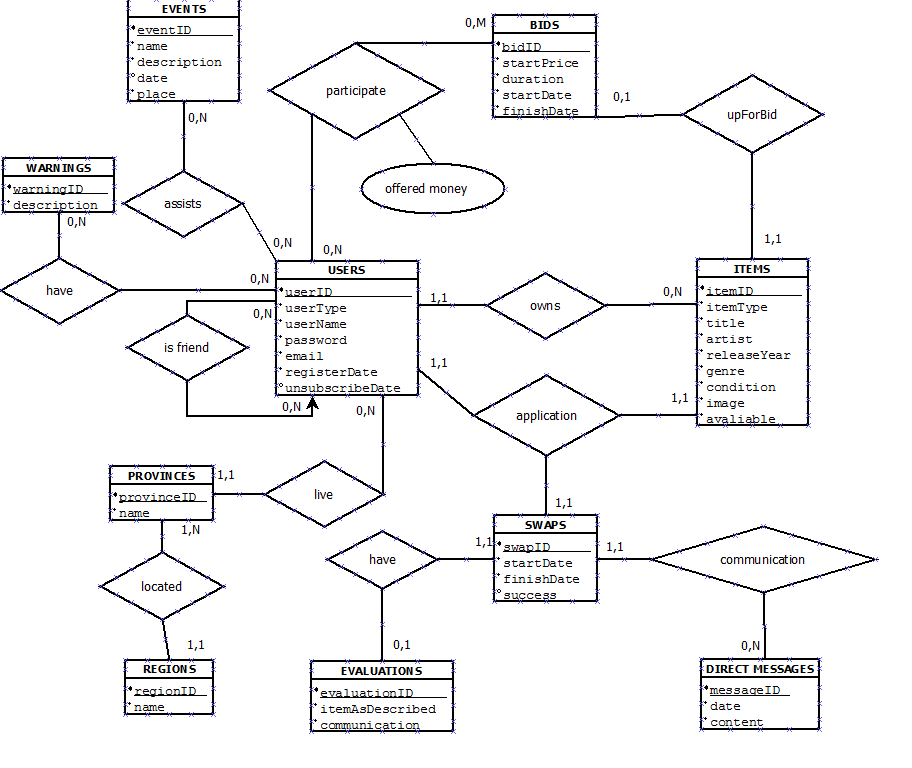 EVENTS
eventID
name
description
date
place
0,N
0,M
BIDS
bidID
startPrice
duration
startDate
finishDate
participate
0,1
upForBid
offered money
WARNINGS
warningID
description
0,N
assists
0,N
0,N
1,1
have
0,N
USERS
userID
userType
userName
password
email
registerDate
unsubscribeDate
0,N
is friend
0,N
1,1
owns
0,N
ITEMS
itemID
itemType
title
artist
releaseYear
genre
condition
image
avaliable
1,1
application
1,1
0,N
PROVINCES
provinceID
name
1,1
live
1,1
SWAPS
swapID
startDate
finishDate
success
1,N
1,1
have
1,1
communication
located
1,1
REGIONS
regionID
name
0,1
EVALUATIONS
evaluationID
itemAsDescribed
communication
0,N
DIRECT MESSAGES
messageID
date
content